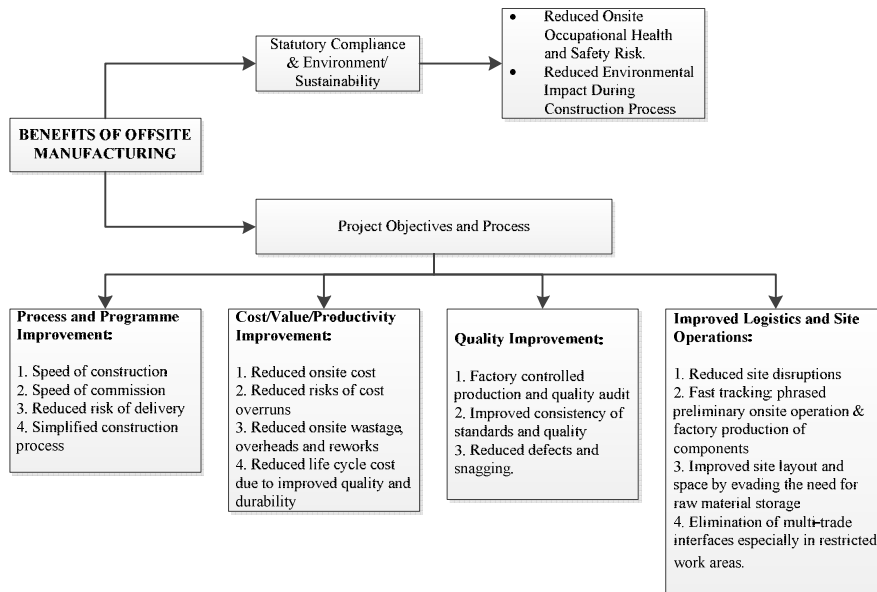 Statutory Compliance
& Environment/
Sustainability
• Reduced Onsite
Occupational Health
and Safety Risk.
• Reduced Environmental
Impact During
Construction Process
BENEFITS OF OFFSITE
MANUFACTURING
Project Objectives and Process
Process and Programme
Improvement:
1. Speed of construction
2. Speed of commission
3. Reduced risk of delivery
4. Simplified construction
process
Cost/Value/Productivity
Improvement:
1. Reduced onsite cost
2. Reduced risks of cost
overruns
3. Reduced onsite wastage,
overheads and reworks
4. Reduced life cycle cost
due to improved quality and
durability
Quality Improvement:
1. Factory controlled
production and quality audit
2. Improved consistency of
standards and quality
3. Reduced defects and
snagging.
Improved Logistics and Site
Operations:
1. Reduced site disruptions
2. Fast tracking: phrased
preliminary onsite operation &
factory production of
components
3. Improved site layout and
space by evading the need for
raw material storage
4. Elimination of multi-trade
interfaces especially in restricted
work areas.